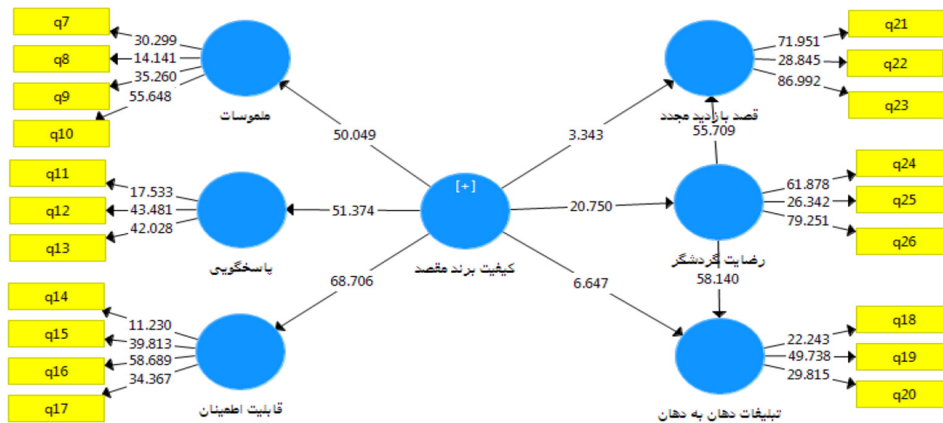 q7
q8
q9
q10
30.299
14.141
35.260
55.648
ملموسات
50.049
q11
q12
q13
17.533
43.481
42.028
پاسخگویی
51.374
q14
q15
q16
q17
11.230
39.813
58.689
34.367
قابلیت اطمینان
68.706
[+]
کیفیت برند مقصد
3.343
20.750
6.647
قصد بازدید مجدد
55.709
71.951
28.845
86.992
q21
q22
q23
رضایت گردشگر
58.140
61.878
26.342
79.251
q24
q25
q26
تبلیغات دهان به دهان
22.243
49.738
29.815
q18
q19
q20